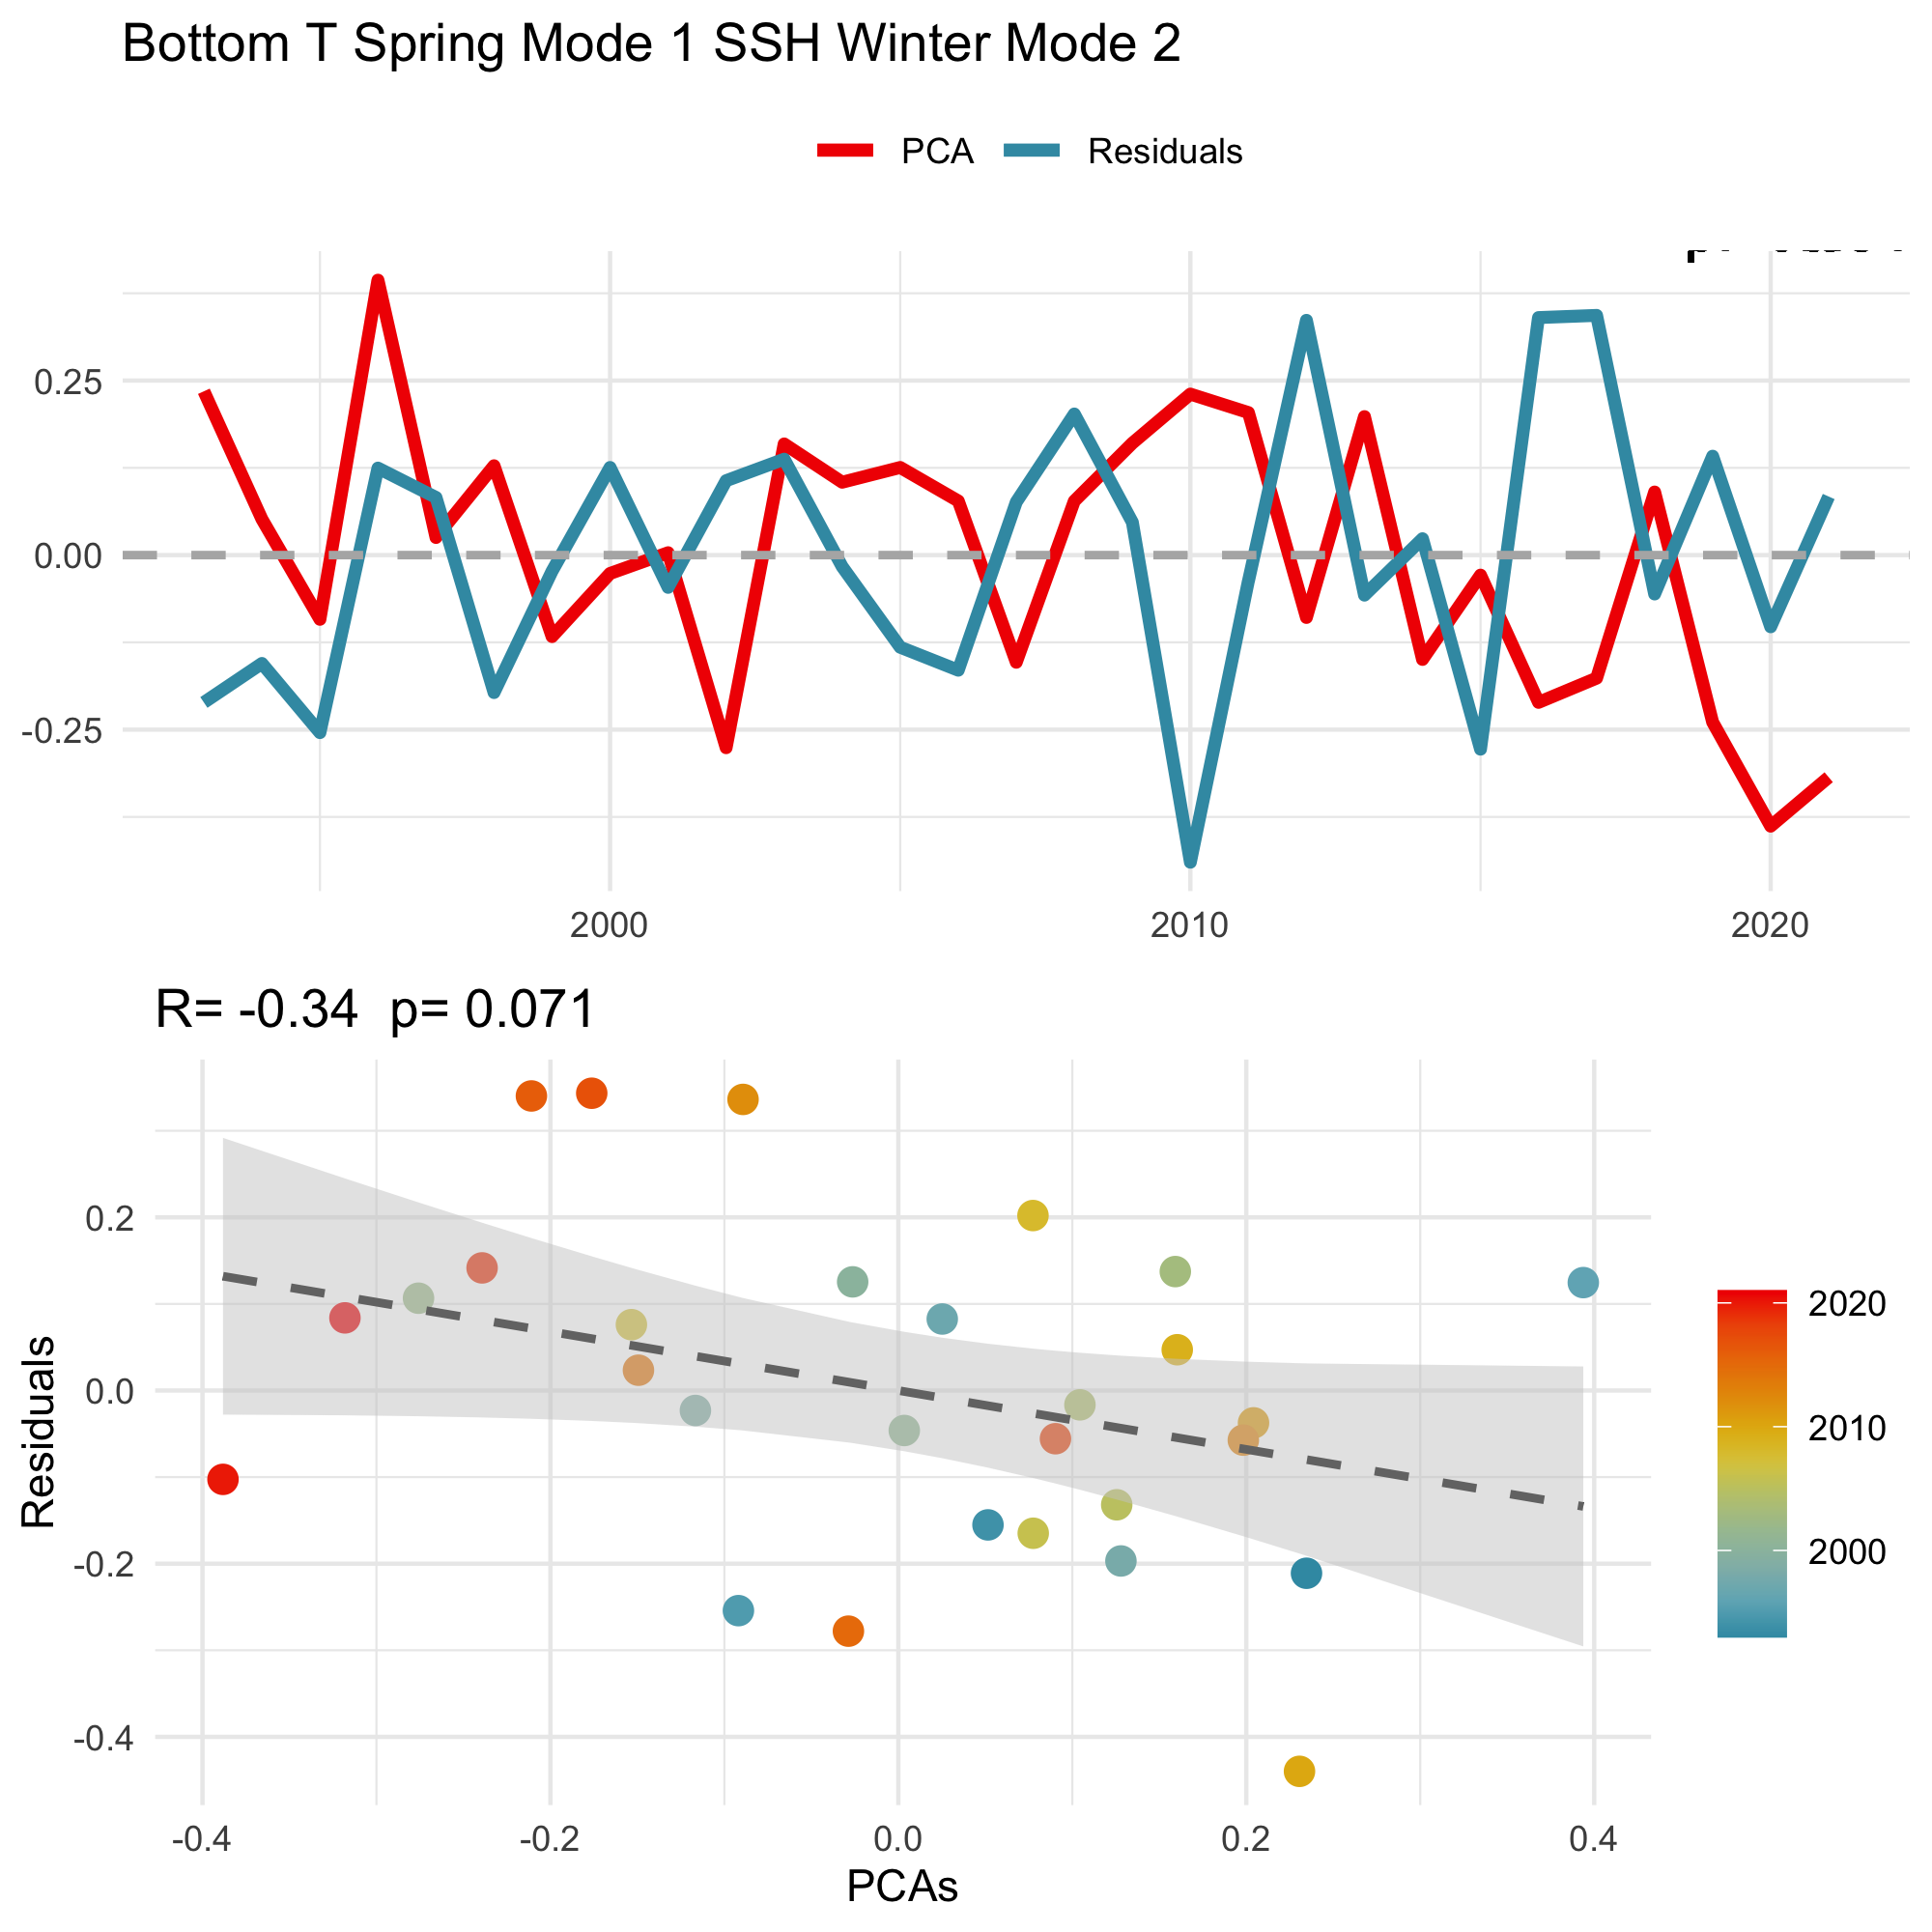 Bottom T Spring Mode 1 SSH Winter Mode 2
PCA Residuals
0.25
0.00
-0.25
2000 2010 2020
R= -0.34 p= 0.071
Residuals
0.2
0.0
-0.2
-0.4
-0.4 -0.2 0.0 0.2 0.4
PCAs
2020
2010
2000